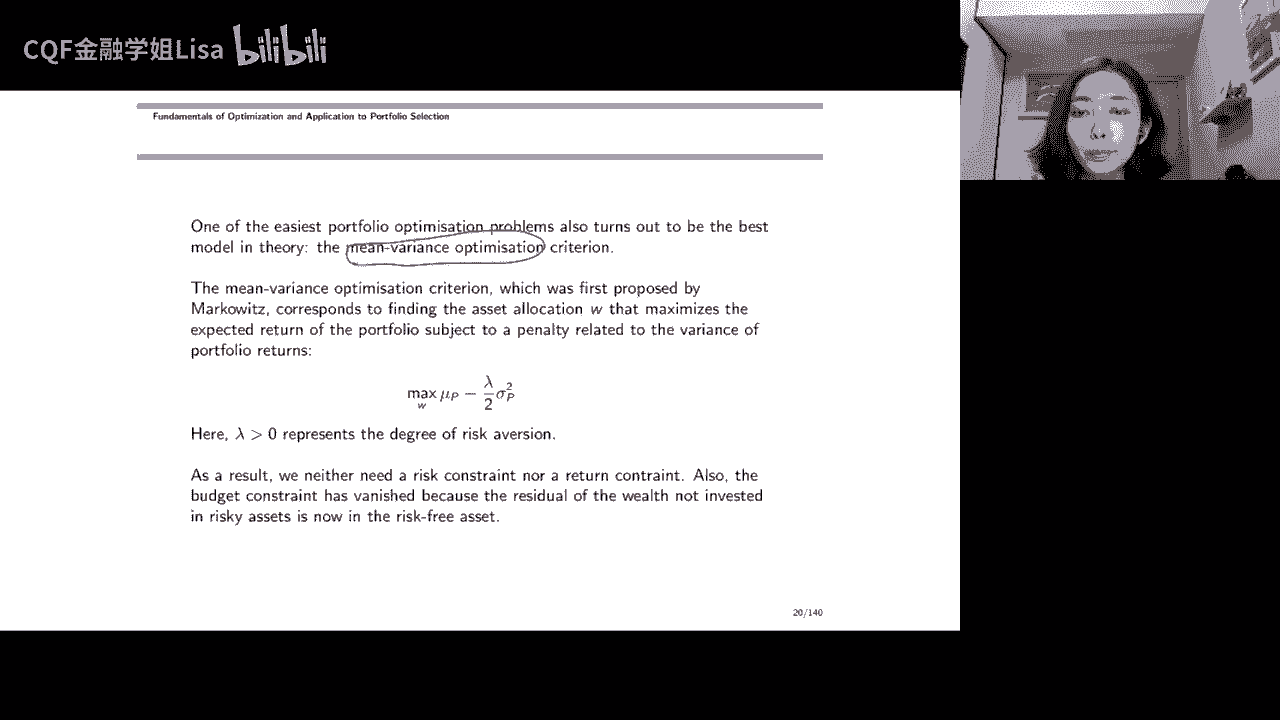 CQF金融学姐Lisa bilibili
Fundamentals of Optimization and Application to Portfolio Selection
One of the easiest portfolio optimisation problems also turns out to be the best
model in theory: the mean-variance optimisation criterion.
The mean-variance optimisation criterion, which was first proposed by
Markowitz, corresponds to finding the asset allocation w that maximizes the
expected return of the portfolio subject to a penalty related to the variance of
portfolio returns:
max_w μ_P − λ/2 σ_P^2
Here, λ > 0 represents the degree of risk aversion.
As a result, we neither need a risk constraint nor a return contraint. Also, the
budget constraint has vanished because the residual of the wealth not invested
in risky assets is now in the risk-free asset.
20/140